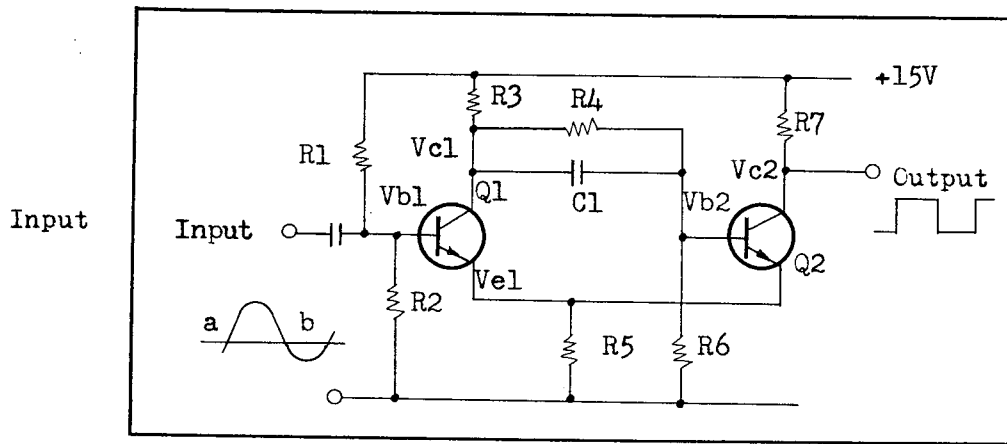 +15V
R3
R4
R7
R1
Vc1
Vc2
Output
Vb1
Q1
C1
Vb2
Input
Input
Q2
Ve1
R2
a
b
R5
R6